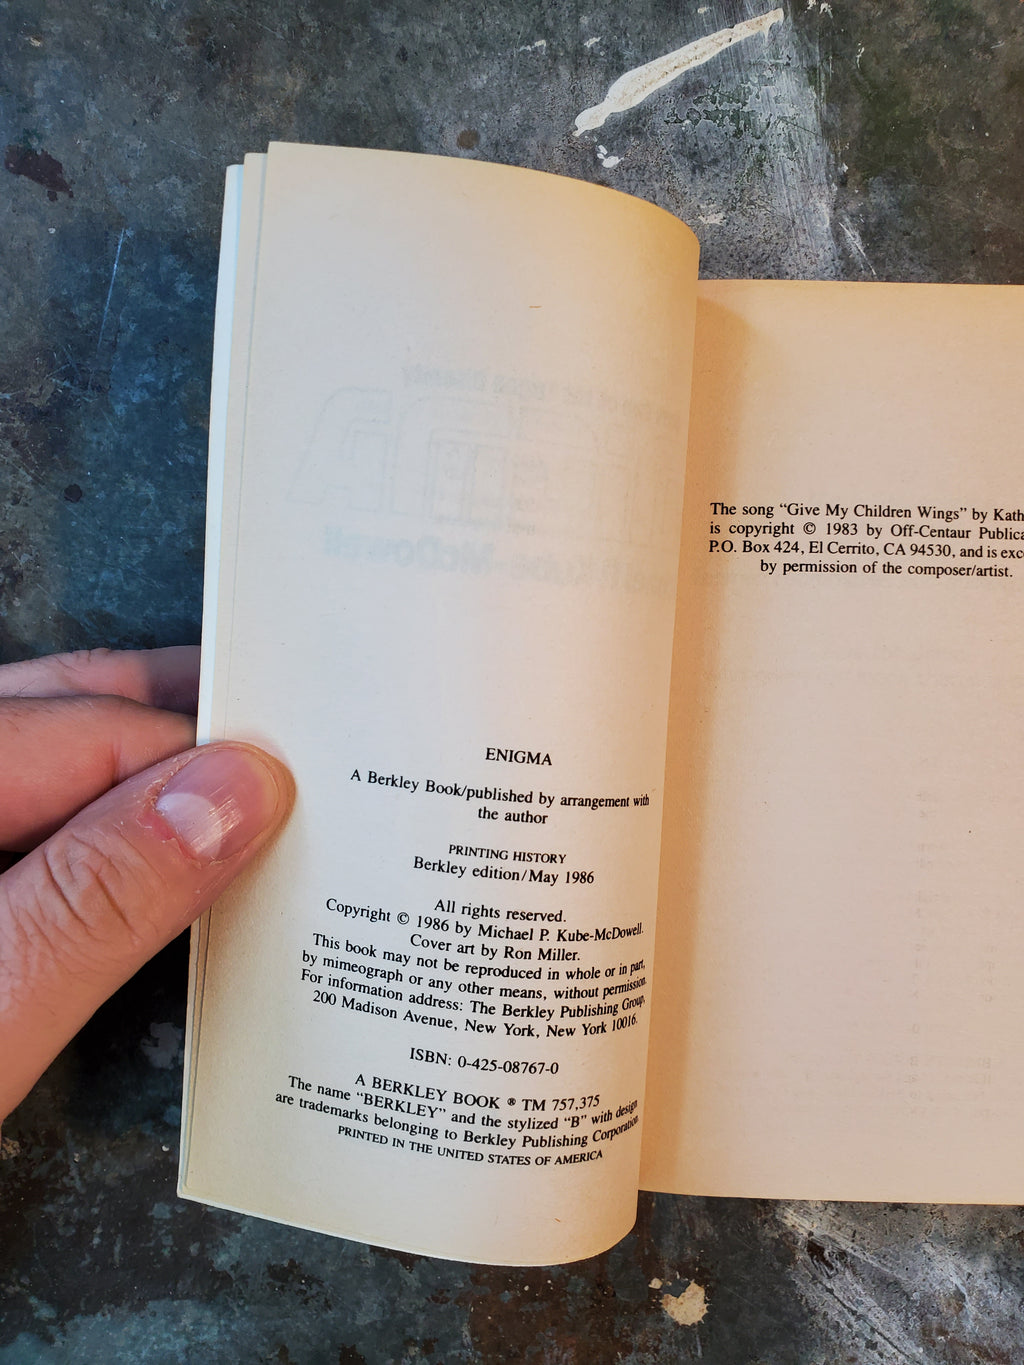 ENIGMA
A Berkley Book/published by arrangement with
the author
PRINTING HISTORY
Berkley edition/May 1986
All rights reserved.
Copyright © 1986 by Michael P. Kube-McDowell.
Cover art by Ron Miller.
This book may not be reproduced in whole or in part,
by mimeograph or any other means, without permission.
For information address: The Berkley Publishing Group,
200 Madison Avenue, New York, New York 10016.
ISBN: 0-425-08767-0
A BERKLEY BOOK ® TM 757,375
The name “BERKLEY” and the stylized “B” with design
are trademarks belonging to Berkley Publishing Corporation.
PRINTED IN THE UNITED STATES OF AMERICA
The song “Give My Children Wings” by Kath
is copyright © 1983 by Off-Centaur Publica
P.O. Box 424, El Cerrito, CA 94530, and is exc
by permission of the composer/artist.